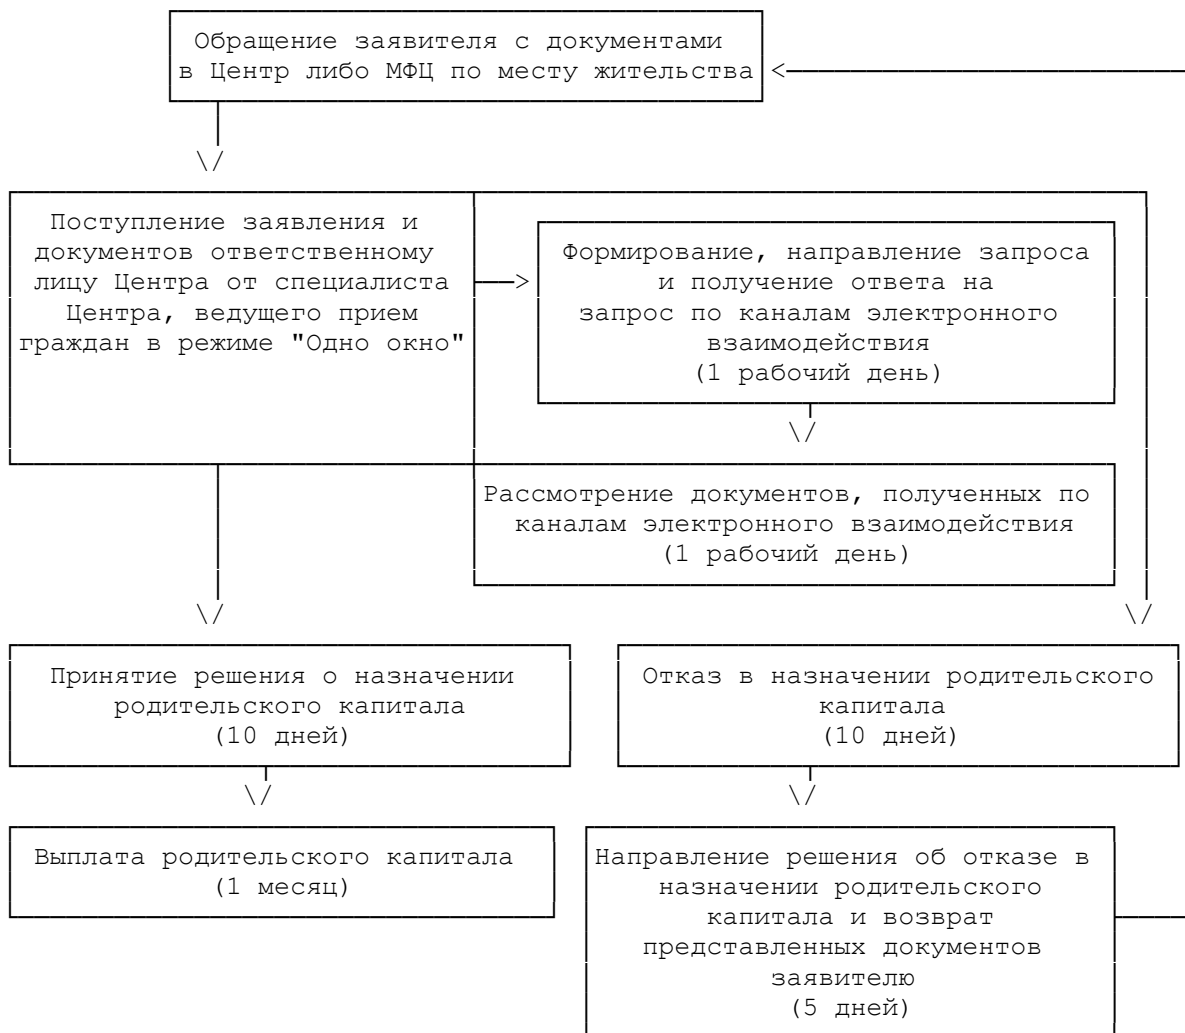 Обращение заявителя с документами
в Центр либо МФЦ по месту жительства
Поступление заявления и
документов ответственному
лицу Центра от специалиста
Центра, ведущего прием
граждан в режиме "Одно окно"
Формирование, направление запроса
и получение ответа на
запрос по каналам электронного
взаимодействия
(1 рабочий день)
Рассмотрение документов, полученных по
каналам электронного взаимодействия
(1 рабочий день)
Принятие решения о назначении
родительского капитала
(10 дней)
Отказ в назначении родительского
капитала
(10 дней)
Выплата родительского капитала
(1 месяц)
Направление решения об отказе в
назначении родительского
капитала и возврат
представленных документов
заявителю
(5 дней)